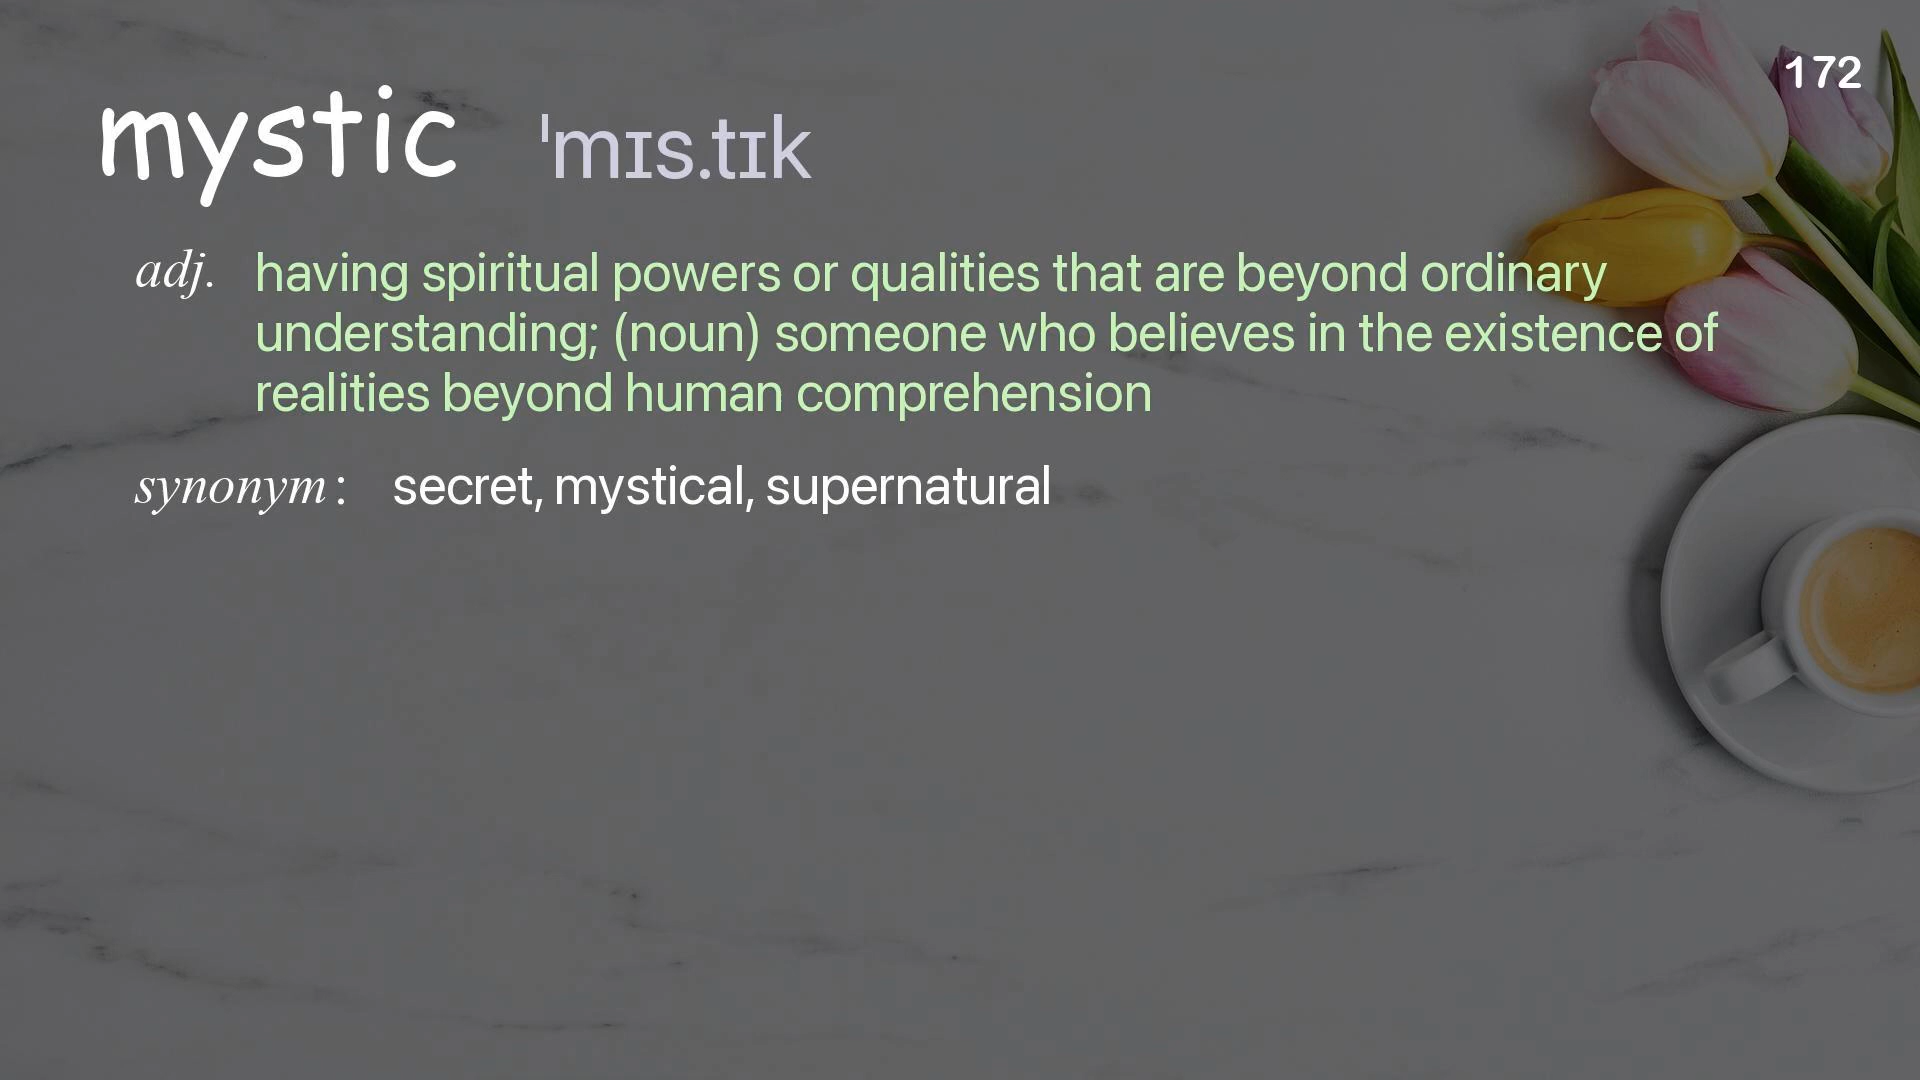 172
mystic ˈmɪs.tɪk
adj. having spiritual powers or qualities that are beyond ordinary
understanding; (noun) someone who believes in the existence of
realities beyond human comprehension
synonym : secret, mystical, supernatural